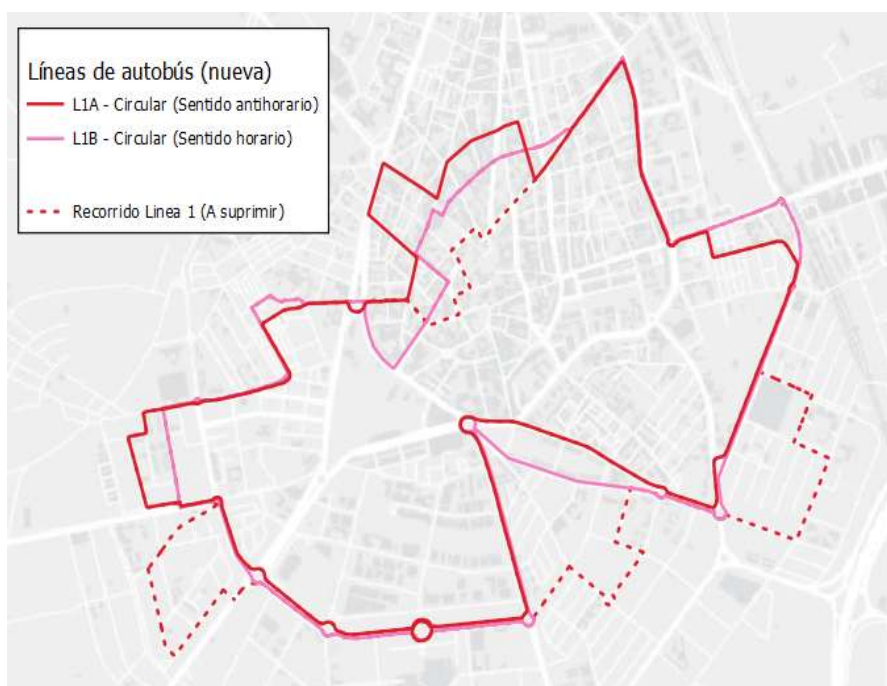 Líneas de autobús (nueva)
L1A - Circular (Sentido antihorario)
L1B - Circular (Sentido horario)
Recorrido Linea 1 (A suprimir)